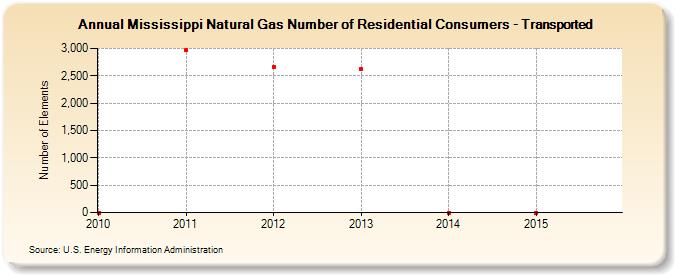 Annual Mississippi Natural Gas Number of Residential Consumers - Transported
Number of Elements
3,000
2,500
2,000
1,500
1,000
500
0
2010 2011 2012 2013 2014 2015
Source: U.S. Energy Information Administration